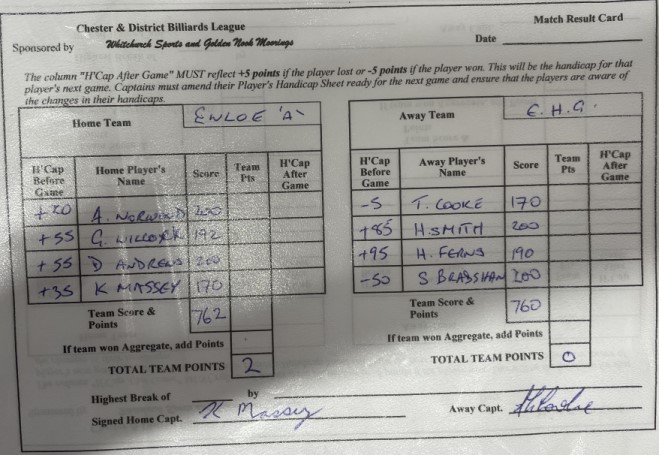 Chester & District Billiards League
Match Result Card
Sponsored by Whitchurch Sports and Golden Nook Moorings
Date
The column "H'Cap After Game" MUST reflect +5 points if the player lost or -5 points if the player won. This will be the handicap for that
player's next game. Captains must amend their Player's Handicap Sheet ready for the next game and ensure that the players are aware of
the changes in their handicaps.
Home Team ENLOE 'A'
H'Cap Before Game Home Player's Name Score Team Pts H'Cap After Game
+20 A. NORWOOD 200
+55 G. WILCOCK 192
+55 D ANDREWS 200
+35 K MASSEY 170
Team Score & Points 762
If team won Aggregate, add Points
TOTAL TEAM POINTS 2
Away Team E.H.G.
H'Cap Before Game Away Player's Name Score Team Pts H'Cap After Game
-5 T. COOKE 170
+85 H.SMITH 200
+95 H. FERNS 190
-50 S BRADSHAW 200
Team Score & Points 760
If team won Aggregate, add Points
TOTAL TEAM POINTS 0
Highest Break of by
Signed Home Capt. K Massey
Away Capt.